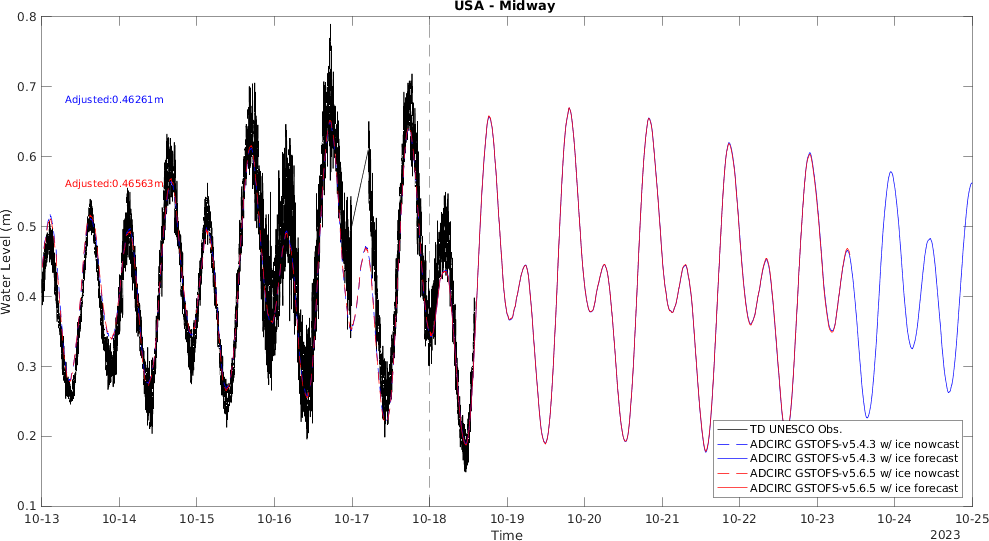 USA - Midway
0.8
0.7
0.6
0.5
0.4
0.3
0.2
0.1
Water Level (m)
Adjusted:0.46261m
Adjusted:0.46563m
TD UNESCO Obs.
ADCIRC GSTOFS-v5.4.3 w/ ice nowcast
ADCIRC GSTOFS-v5.4.3 w/ ice forecast
ADCIRC GSTOFS-v5.6.5 w/ ice nowcast
ADCIRC GSTOFS-v5.6.5 w/ ice forecast
10-13 10-14 10-15 10-16 10-17 10-18 10-19 10-20 10-21 10-22 10-23 10-24 10-25
Time
2023